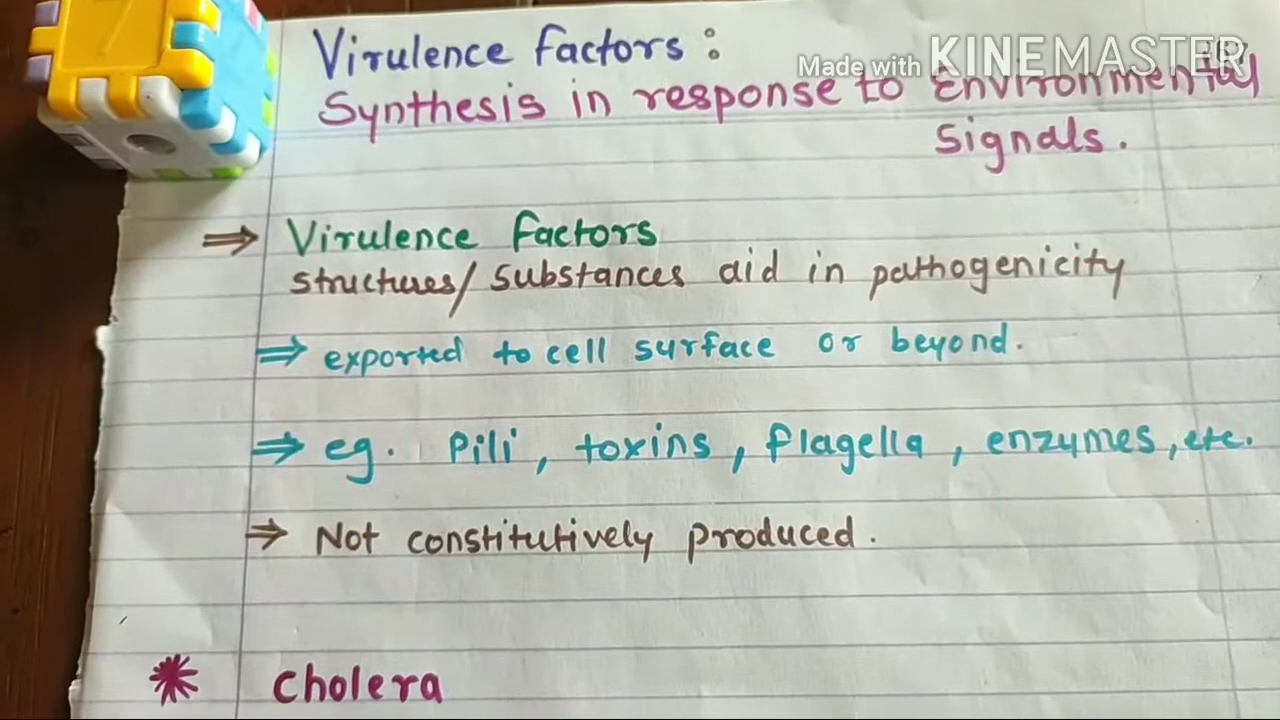 Virulence factors :
Made with KINEMASTER
Synthesis in response to Environmental
Signals.
⇒ Virulence factors
structures/ substances aid in pathogenicity
⇒ exported to cell surface or beyond.
⇒ eg. Pili, toxins, flagella, enzymes, etc.
⇒ Not constitutively produced.
* Cholera